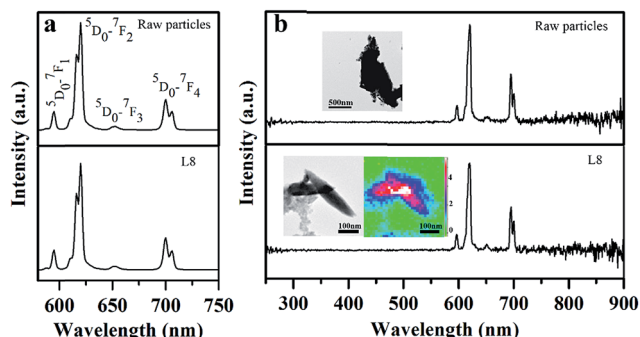 a
Raw particles
⁵D₀-⁷F₁
⁵D₀-⁷F₂
⁵D₀-⁷F₃
⁵D₀-⁷F₄
L8
Intensity (a.u.)
600 650 700 750
Wavelength (nm)
b
Raw particles
500nm
L8
100nm
100nm
4
2
0
Intensity (a.u.)
300 400 500 600 700 800 900
Wavelength (nm)